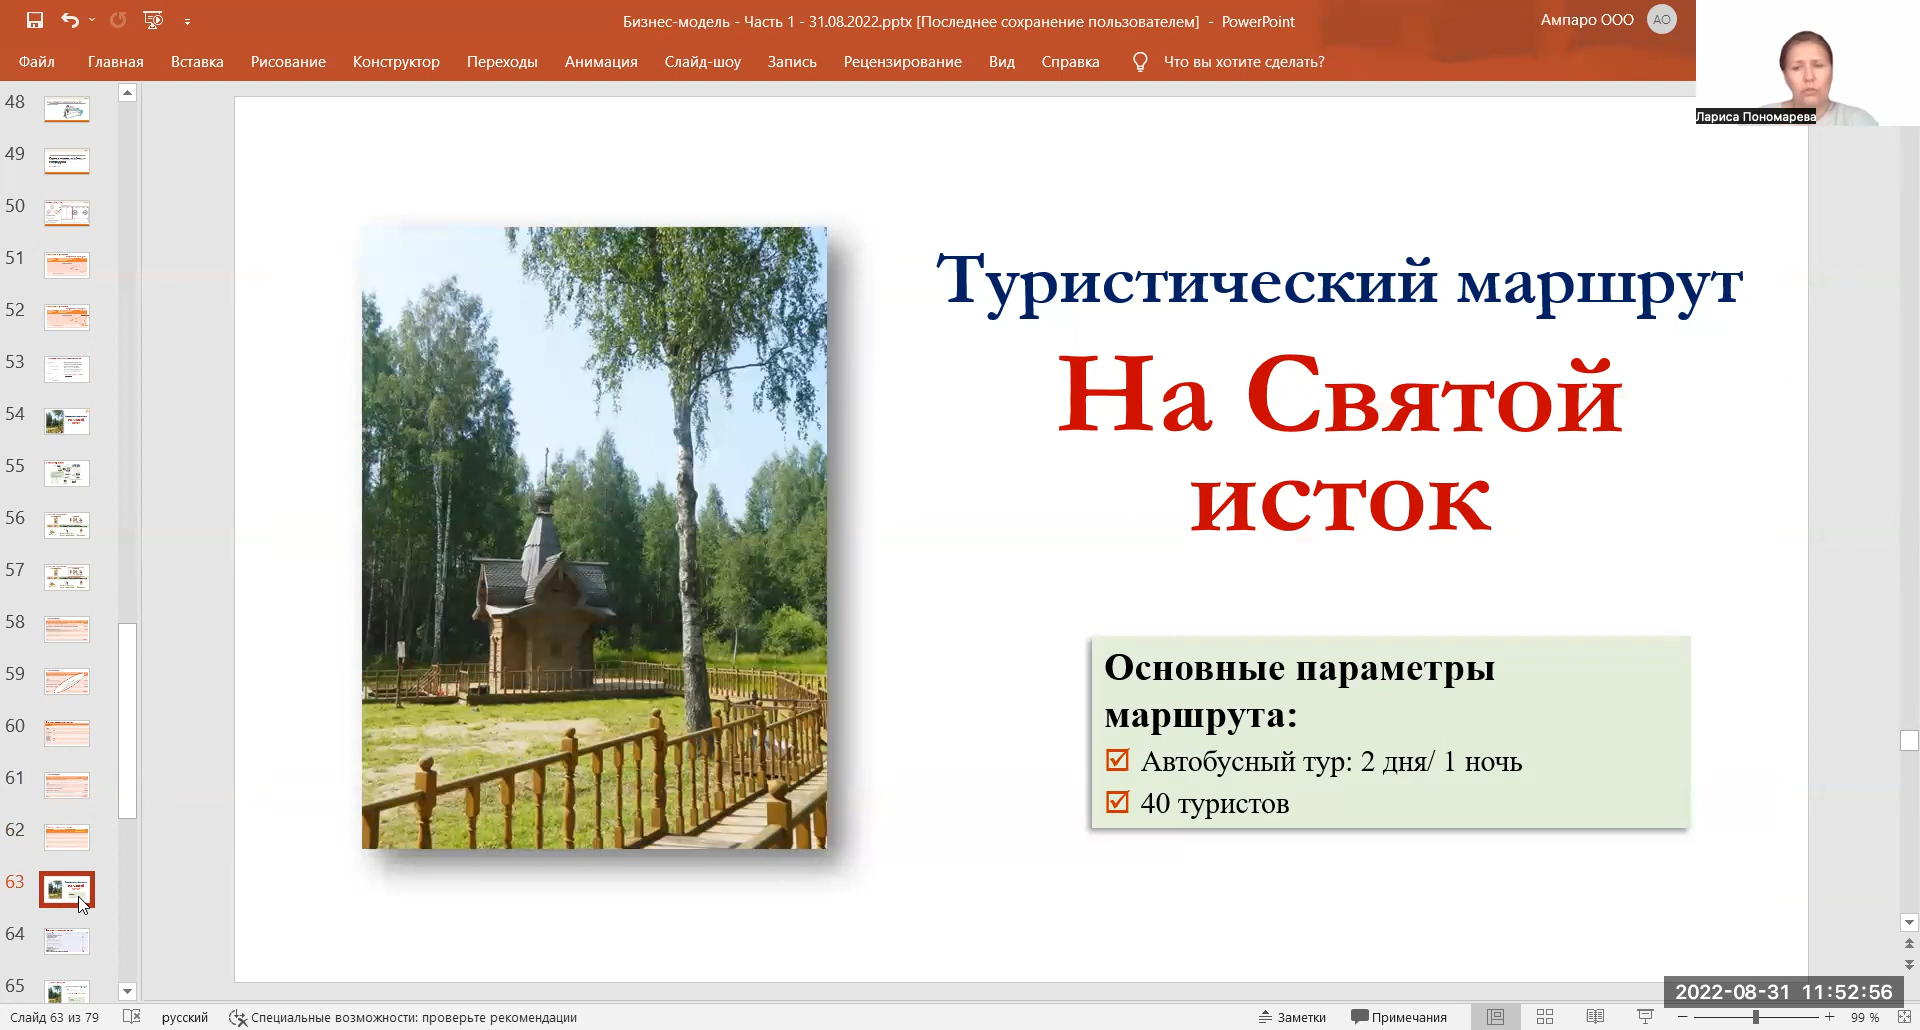 Бизнес-модель - Часть 1 - 31.08.2022.pptx [Последнее сохранение пользователем] - PowerPoint
Ампаро ООО
АО
Файл
Главная
Вставка
Рисование
Конструктор
Переходы
Анимация
Слайд-шоу
Запись
Рецензирование
Вид
Справка
Что вы хотите сделать?
Лариса Пономарева
48
49
50
51
52
53
54
55
56
57
58
59
60
61
62
63
64
65
Туристический маршрут
На Святой
исток
Основные параметры
маршрута:
Автобусный тур: 2 дня/ 1 ночь
40 туристов
2022-08-31 11:52:56
Слайд 63 из 79
русский
Специальные возможности: проверьте рекомендации
Заметки
Примечания
99 %